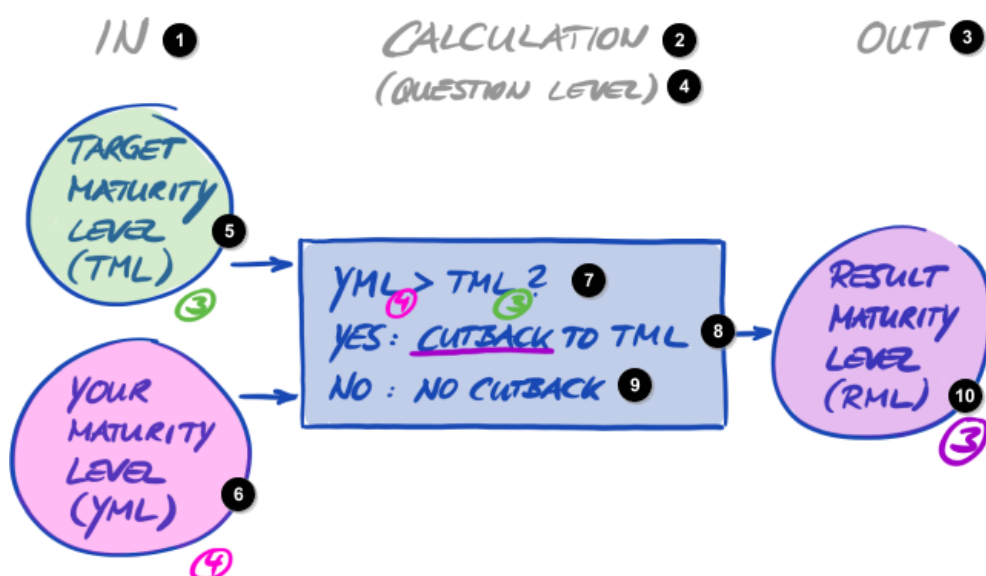 IN 1
CALCULATION 2
OUT 3
(QUESTION LEVEL) 4
TARGET
MATURITY
LEVEL 5
(TML)
3
YOUR
MATURITY
LEVEL
(YML) 6
4
YML > TML ? 7
4 3
YES: CUTBACK TO TML 8
NO : NO CUTBACK 9
RESULT
MATURITY
LEVEL
(RML) 10
3